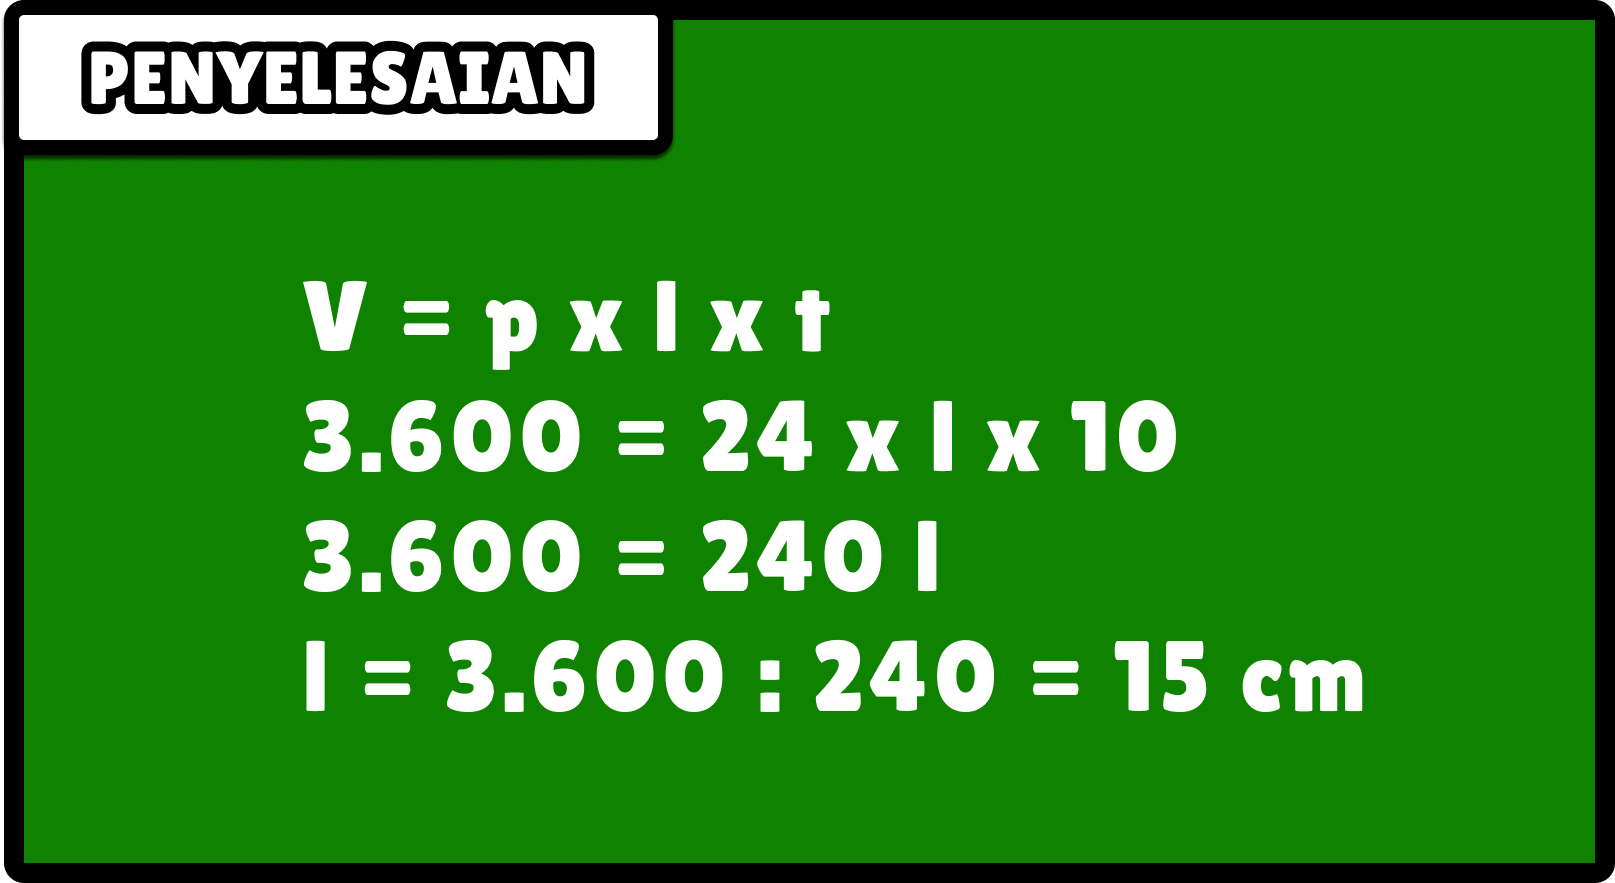 PENYELESAIAN
V = p x l x t
3.600 = 24 x l x 10
3.600 = 240 l
l = 3.600 : 240 = 15 cm